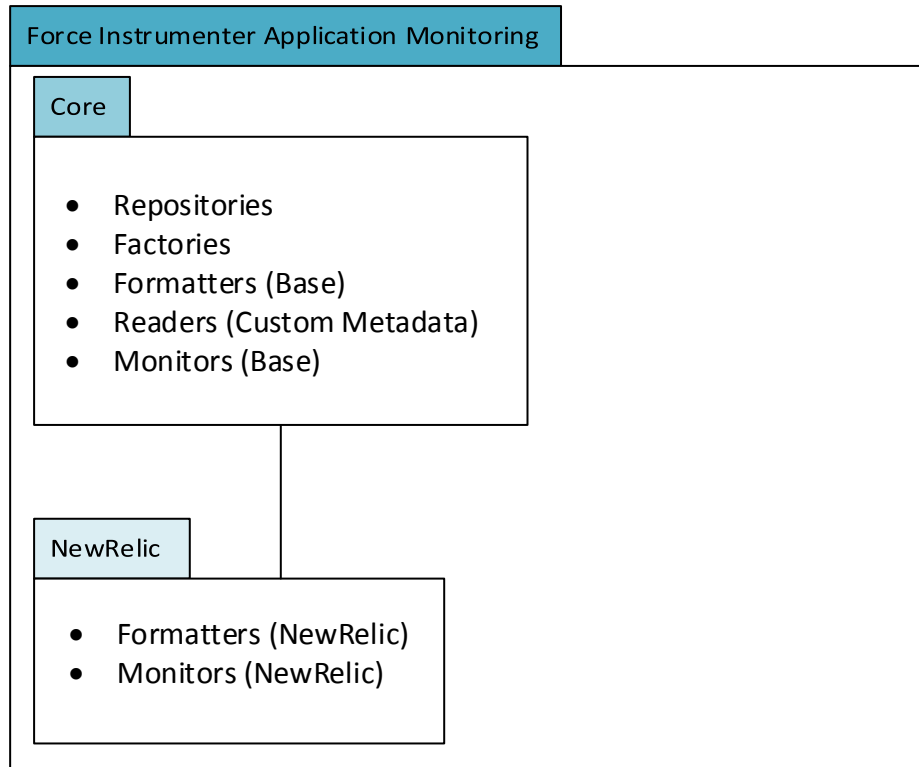 Force Instrumenter Application Monitoring
Core
• Repositories
• Factories
• Formatters (Base)
• Readers (Custom Metadata)
• Monitors (Base)
NewRelic
• Formatters (NewRelic)
• Monitors (NewRelic)